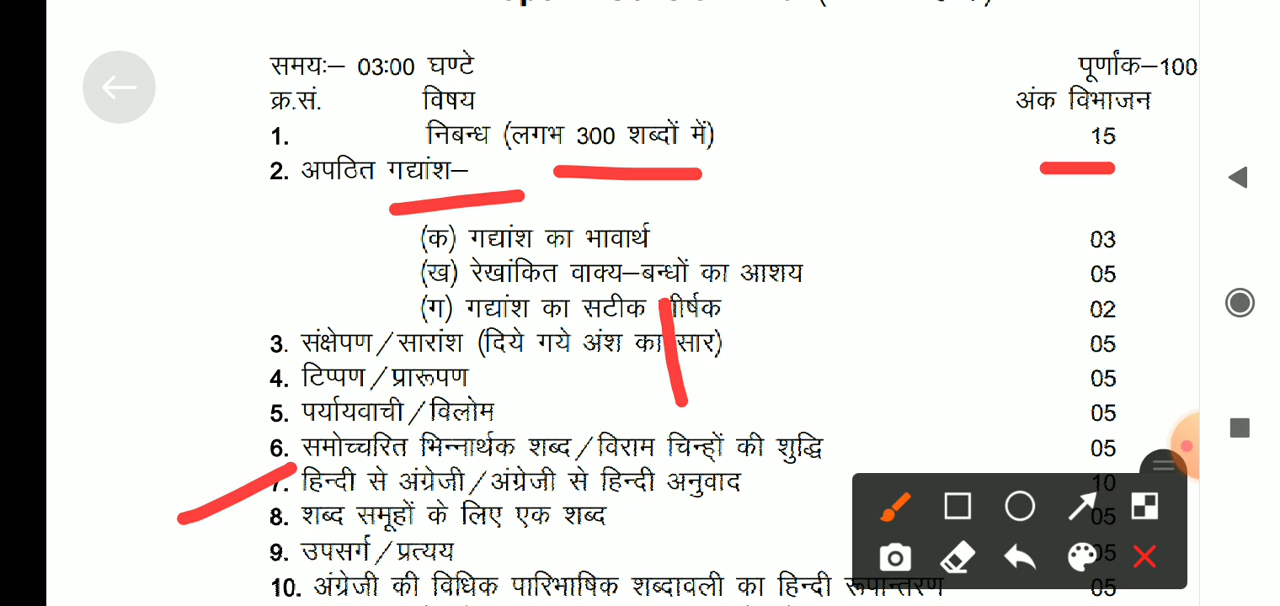 समयः– 03:00 घण्टे पूर्णांक–100
क्र.सं. विषय अंक विभाजन
1. निबन्ध (लगभ 300 शब्दों में) 15
2. अपठित गद्यांश–
(क) गद्यांश का भावार्थ 03
(ख) रेखांकित वाक्य–बन्धों का आशय 05
(ग) गद्यांश का सटीक शीर्षक 02
3. संक्षेपण/सारांश (दिये गये अंश का सार) 05
4. टिप्पण/प्रारूपण 05
5. पर्यायवाची/विलोम 05
6. समोच्चरित भिन्नार्थक शब्द/विराम चिन्हों की शुद्धि 05
7. हिन्दी से अंग्रेजी/अंग्रेजी से हिन्दी अनुवाद 10
8. शब्द समूहों के लिए एक शब्द 05
9. उपसर्ग/प्रत्यय 05
10. अंग्रेजी की विधिक पारिभाषिक शब्दावली का हिन्दी रूपान्तरण 05